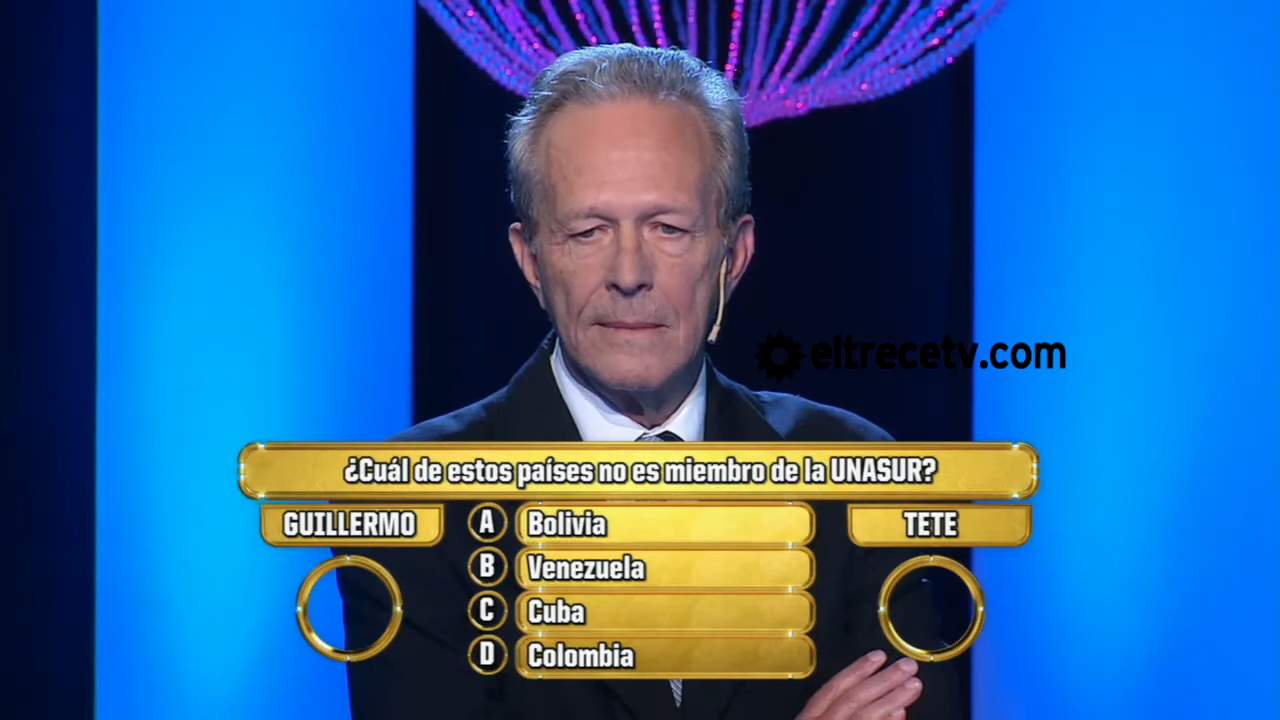 eltrecetv.com
¿Cuál de estos países no es miembro de la UNASUR?
GUILLERMO
TETE
A Bolivia
B Venezuela
C Cuba
D Colombia